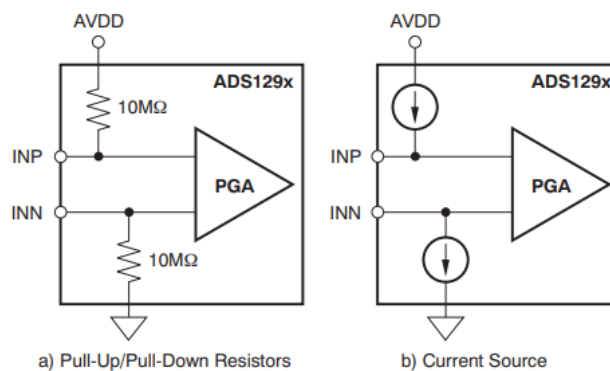 AVDD
ADS129x
10MΩ
INP
PGA
INN
10MΩ
a) Pull-Up/Pull-Down Resistors
AVDD
ADS129x
INP
PGA
INN
b) Current Source